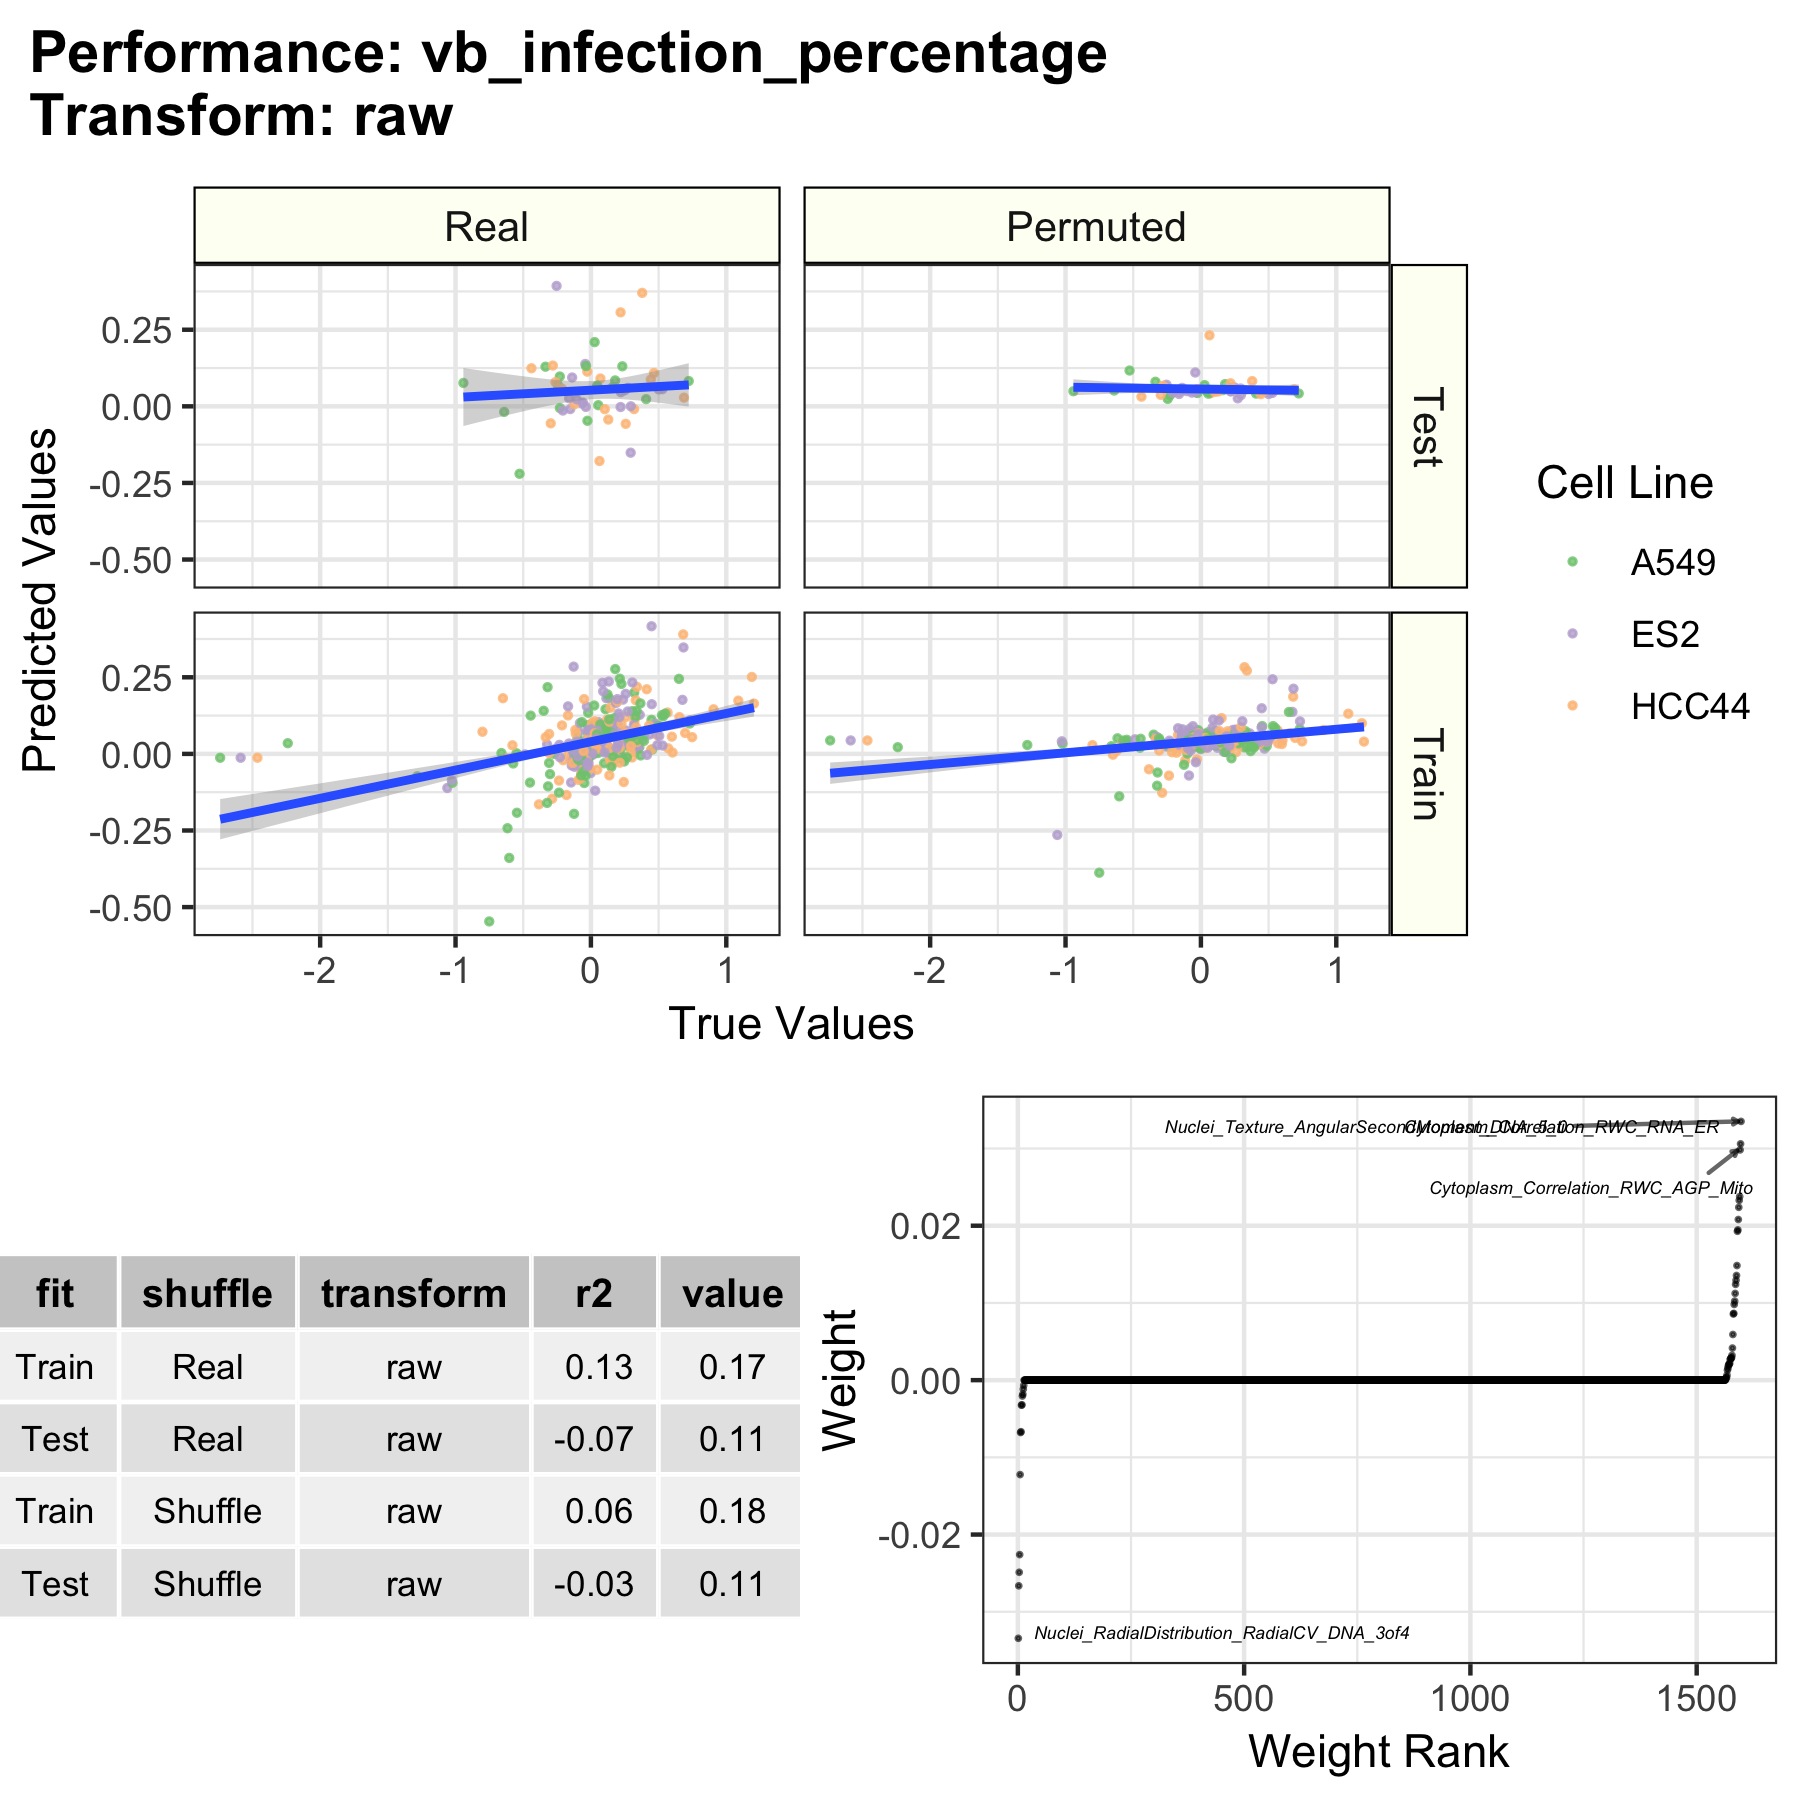 Performance: vb_infection_percentage
Transform: raw
Real
Permuted
Predicted Values
0.25
0.00
-0.25
-0.50
Test
0.25
0.00
-0.25
-0.50
Train
-2
-1
0
1
-2
-1
0
1
True Values
Cell Line
A549
ES2
HCC44
fit shuffle transform r2 value
Train Real raw 0.13 0.17
Test Real raw -0.07 0.11
Train Shuffle raw 0.06 0.18
Test Shuffle raw -0.03 0.11
Weight
0.02
0.00
-0.02
Nuclei_Texture_AngularSecondMoment_DNA_5_0
Cytoplasm_Correlation_RWC_RNA_ER
Cytoplasm_Correlation_RWC_AGP_Mito
Nuclei_RadialDistribution_RadialCV_DNA_3of4
0
500
1000
1500
Weight Rank